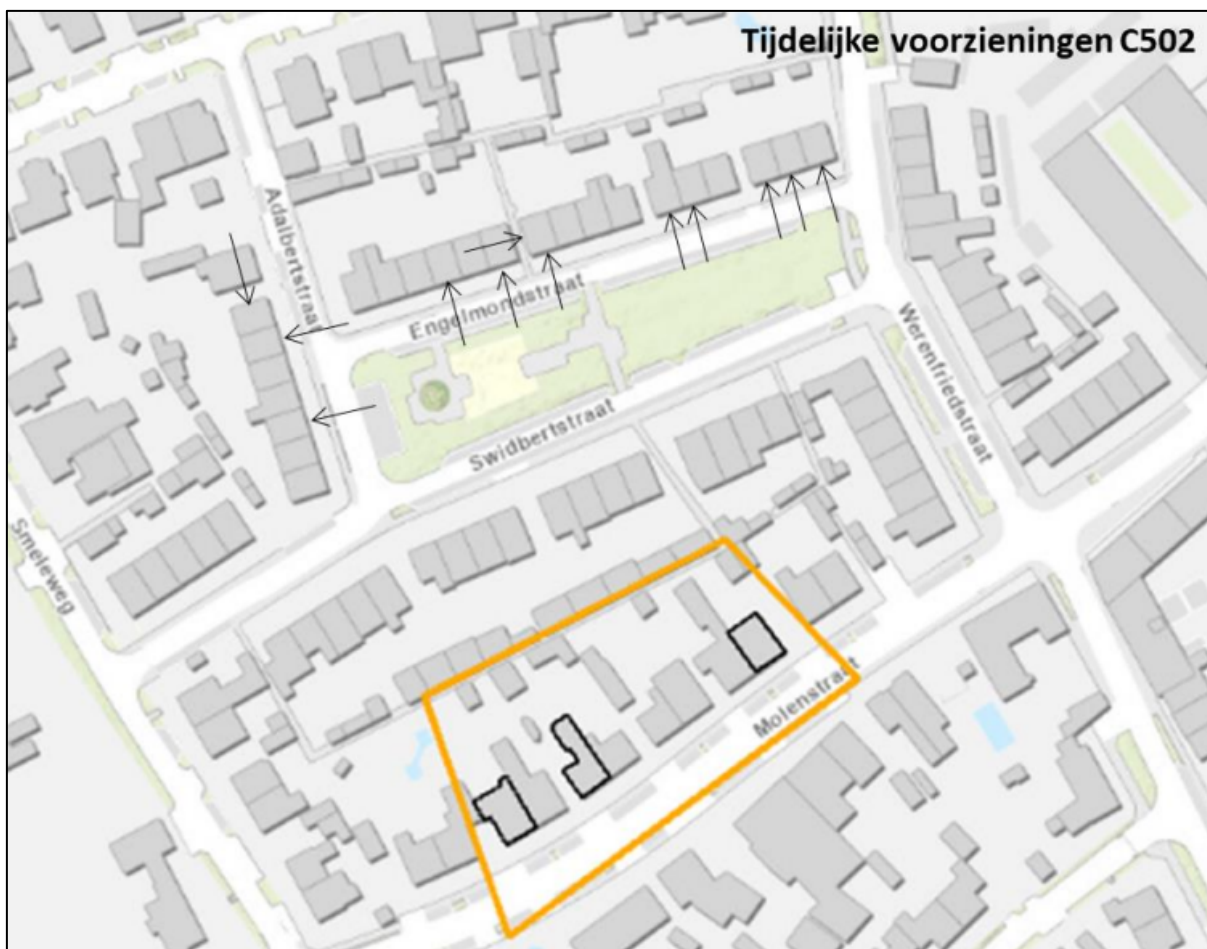 Tijdelijke voorzieningen C502
Adalbertstraat
Engelmondstraat
Werenfriedstraat
Swidbertstraat
Smeleweg
Molenstraat